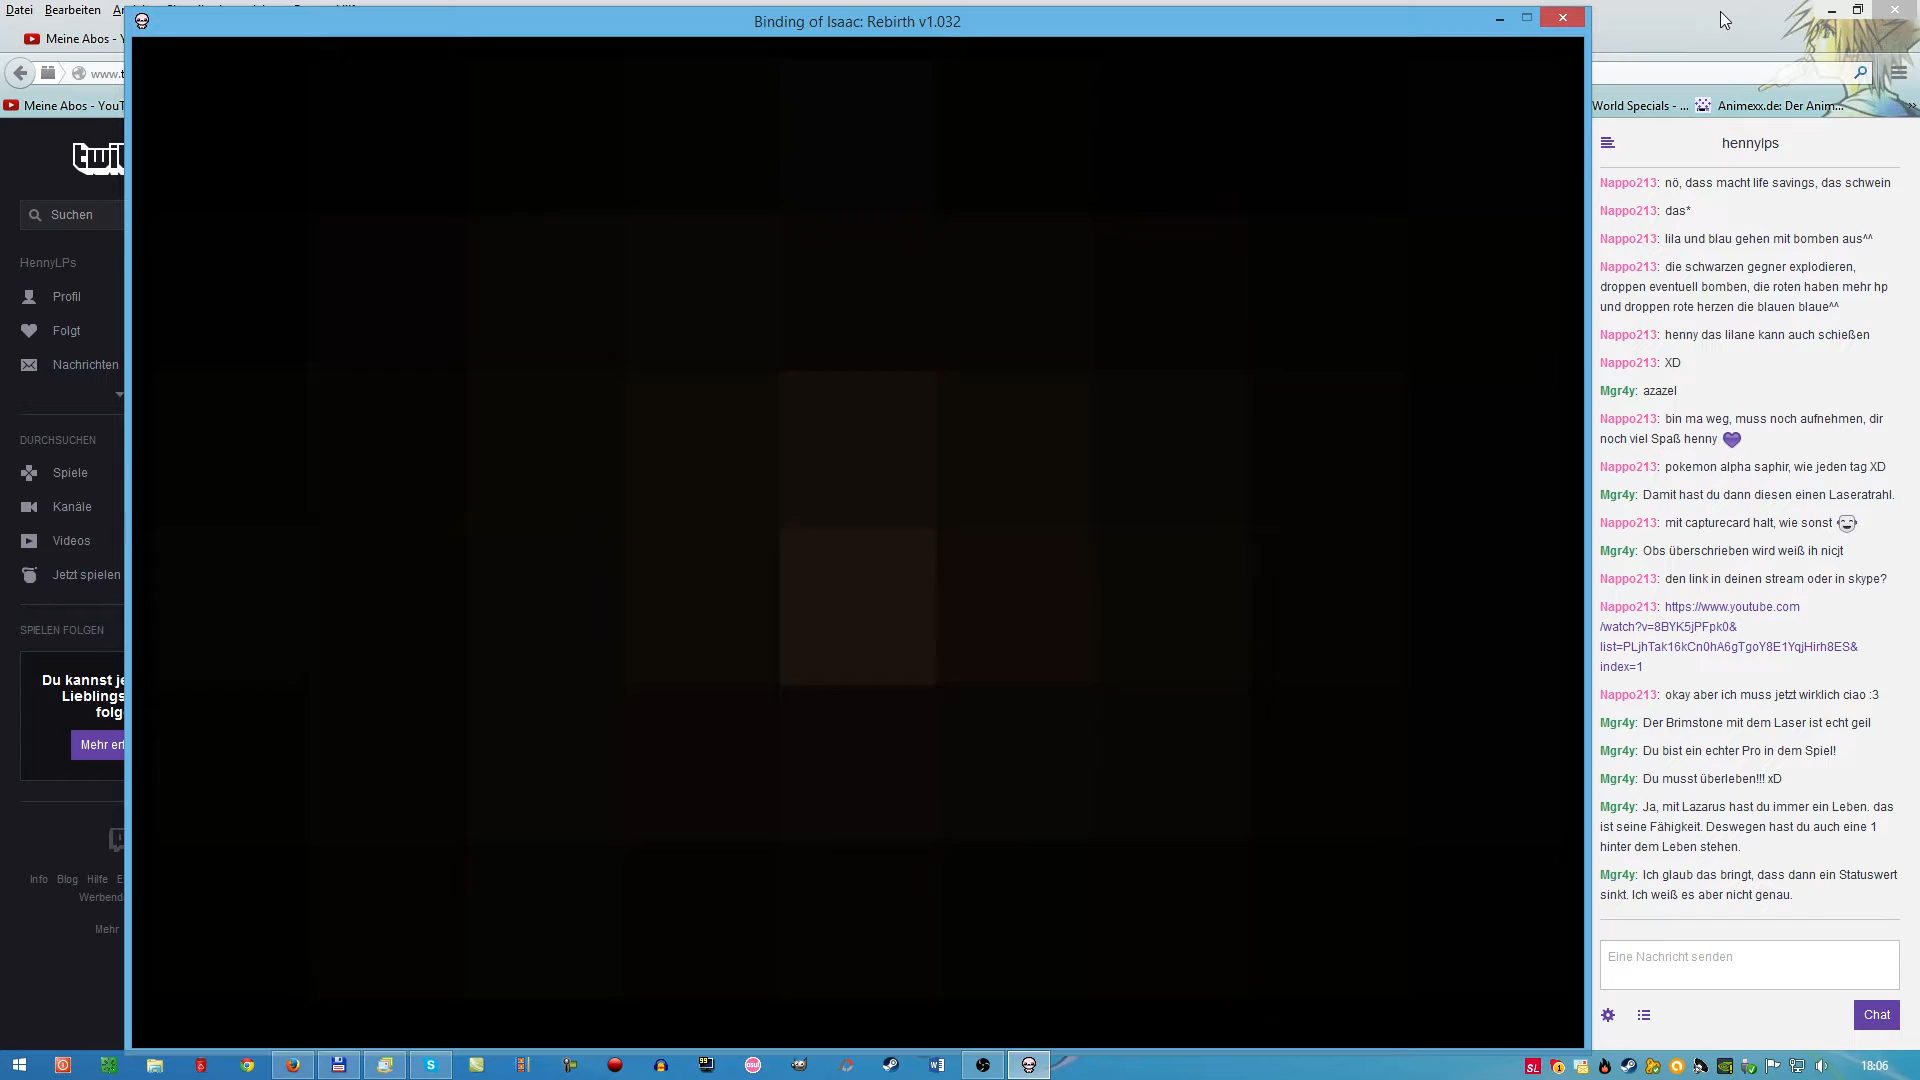 Datei Bearbeiten
Binding of Isaac: Rebirth v1.032
Meine Abos - Y
www.t
Meine Abos - YouT
World Specials - ...
Animexx.de: Der Anim...
»
twi
hennylps
Suchen
HennyLPs
Profil
Folgt
Nachrichten
DURCHSUCHEN
Spiele
Kanäle
Videos
Jetzt spielen
SPIELEN FOLGEN
Du kannst je
Lieblings
folg
Mehr erf
Info Blog Hilfe E
Werbende
Mehr
Nappo213: nö, dass macht life savings, das schwein
Nappo213: das*
Nappo213: lila und blau gehen mit bomben aus^^
Nappo213: die schwarzen gegner explodieren,
droppen eventuell bomben, die roten haben mehr hp
und droppen rote herzen die blauen blaue^^
Nappo213: henny das lilane kann auch schießen
Nappo213: XD
Mgr4y: azazel
Nappo213: bin ma weg, muss noch aufnehmen, dir
noch viel Spaß henny
Nappo213: pokemon alpha saphir, wie jeden tag XD
Mgr4y: Damit hast du dann diesen einen Laseratrahl.
Nappo213: mit capturecard halt, wie sonst
Mgr4y: Obs überschrieben wird weiß ih nicjt
Nappo213: den link in deinen stream oder in skype?
Nappo213: https://www.youtube.com
/watch?v=8BYK5jPFpk0&
list=PLjhTak16kCn0hA6gTgoY8E1YqjHirh8ES&
index=1
Nappo213: okay aber ich muss jetzt wirklich ciao :3
Mgr4y: Der Brimstone mit dem Laser ist echt geil
Mgr4y: Du bist ein echter Pro in dem Spiel!
Mgr4y: Du musst überleben!!! xD
Mgr4y: Ja, mit Lazarus hast du immer ein Leben. das
ist seine Fähigkeit. Deswegen hast du auch eine 1
hinter dem Leben stehen.
Mgr4y: Ich glaub das bringt, dass dann ein Statuswert
sinkt. Ich weiß es aber nicht genau.
Eine Nachricht senden
Chat
SL
18:06